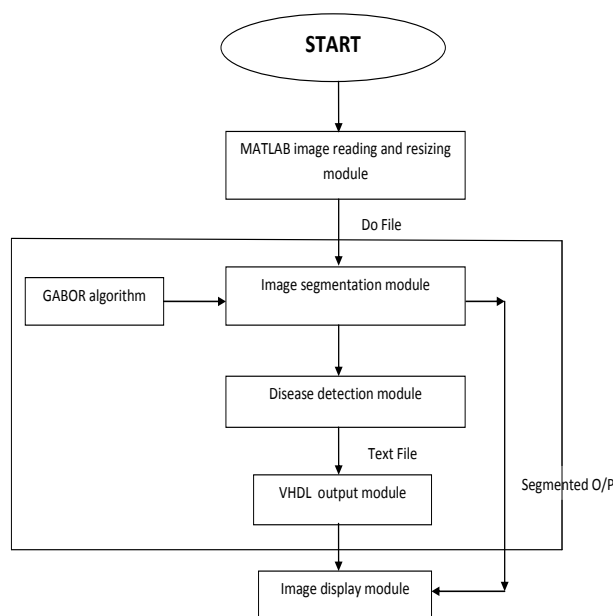 START
MATLAB image reading and resizing
module
Do File
GABOR algorithm
Image segmentation module
Disease detection module
Text File
VHDL output module
Segmented O/P
Image display module